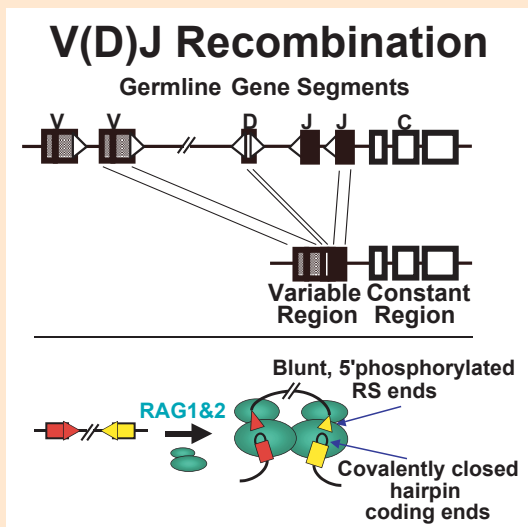 V(D)J Recombination
Germline Gene Segments
V V D J J C
Variable Constant
Region Region
Blunt, 5'phosphorylated
RS ends
RAG1&2
Covalently closed
hairpin
coding ends